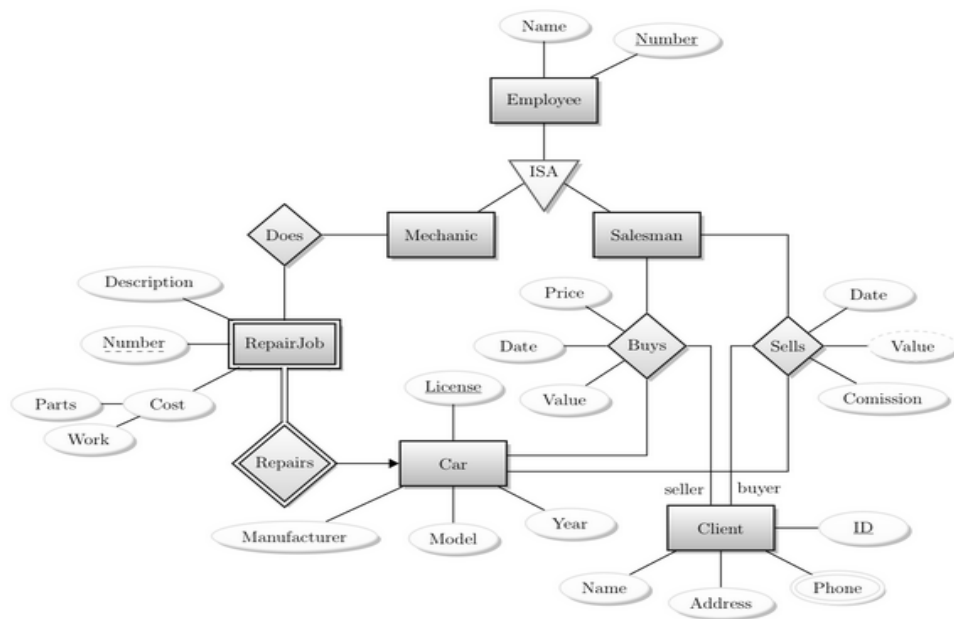 Name
Number
Employee
ISA
Does
Mechanic
Salesman
Description
Price
Date
Number
RepairJob
Date
Buys
Sells
Value
License
Value
Comission
Parts
Cost
Work
Repairs
Car
seller
buyer
Manufacturer
Model
Year
Client
ID
Name
Address
Phone